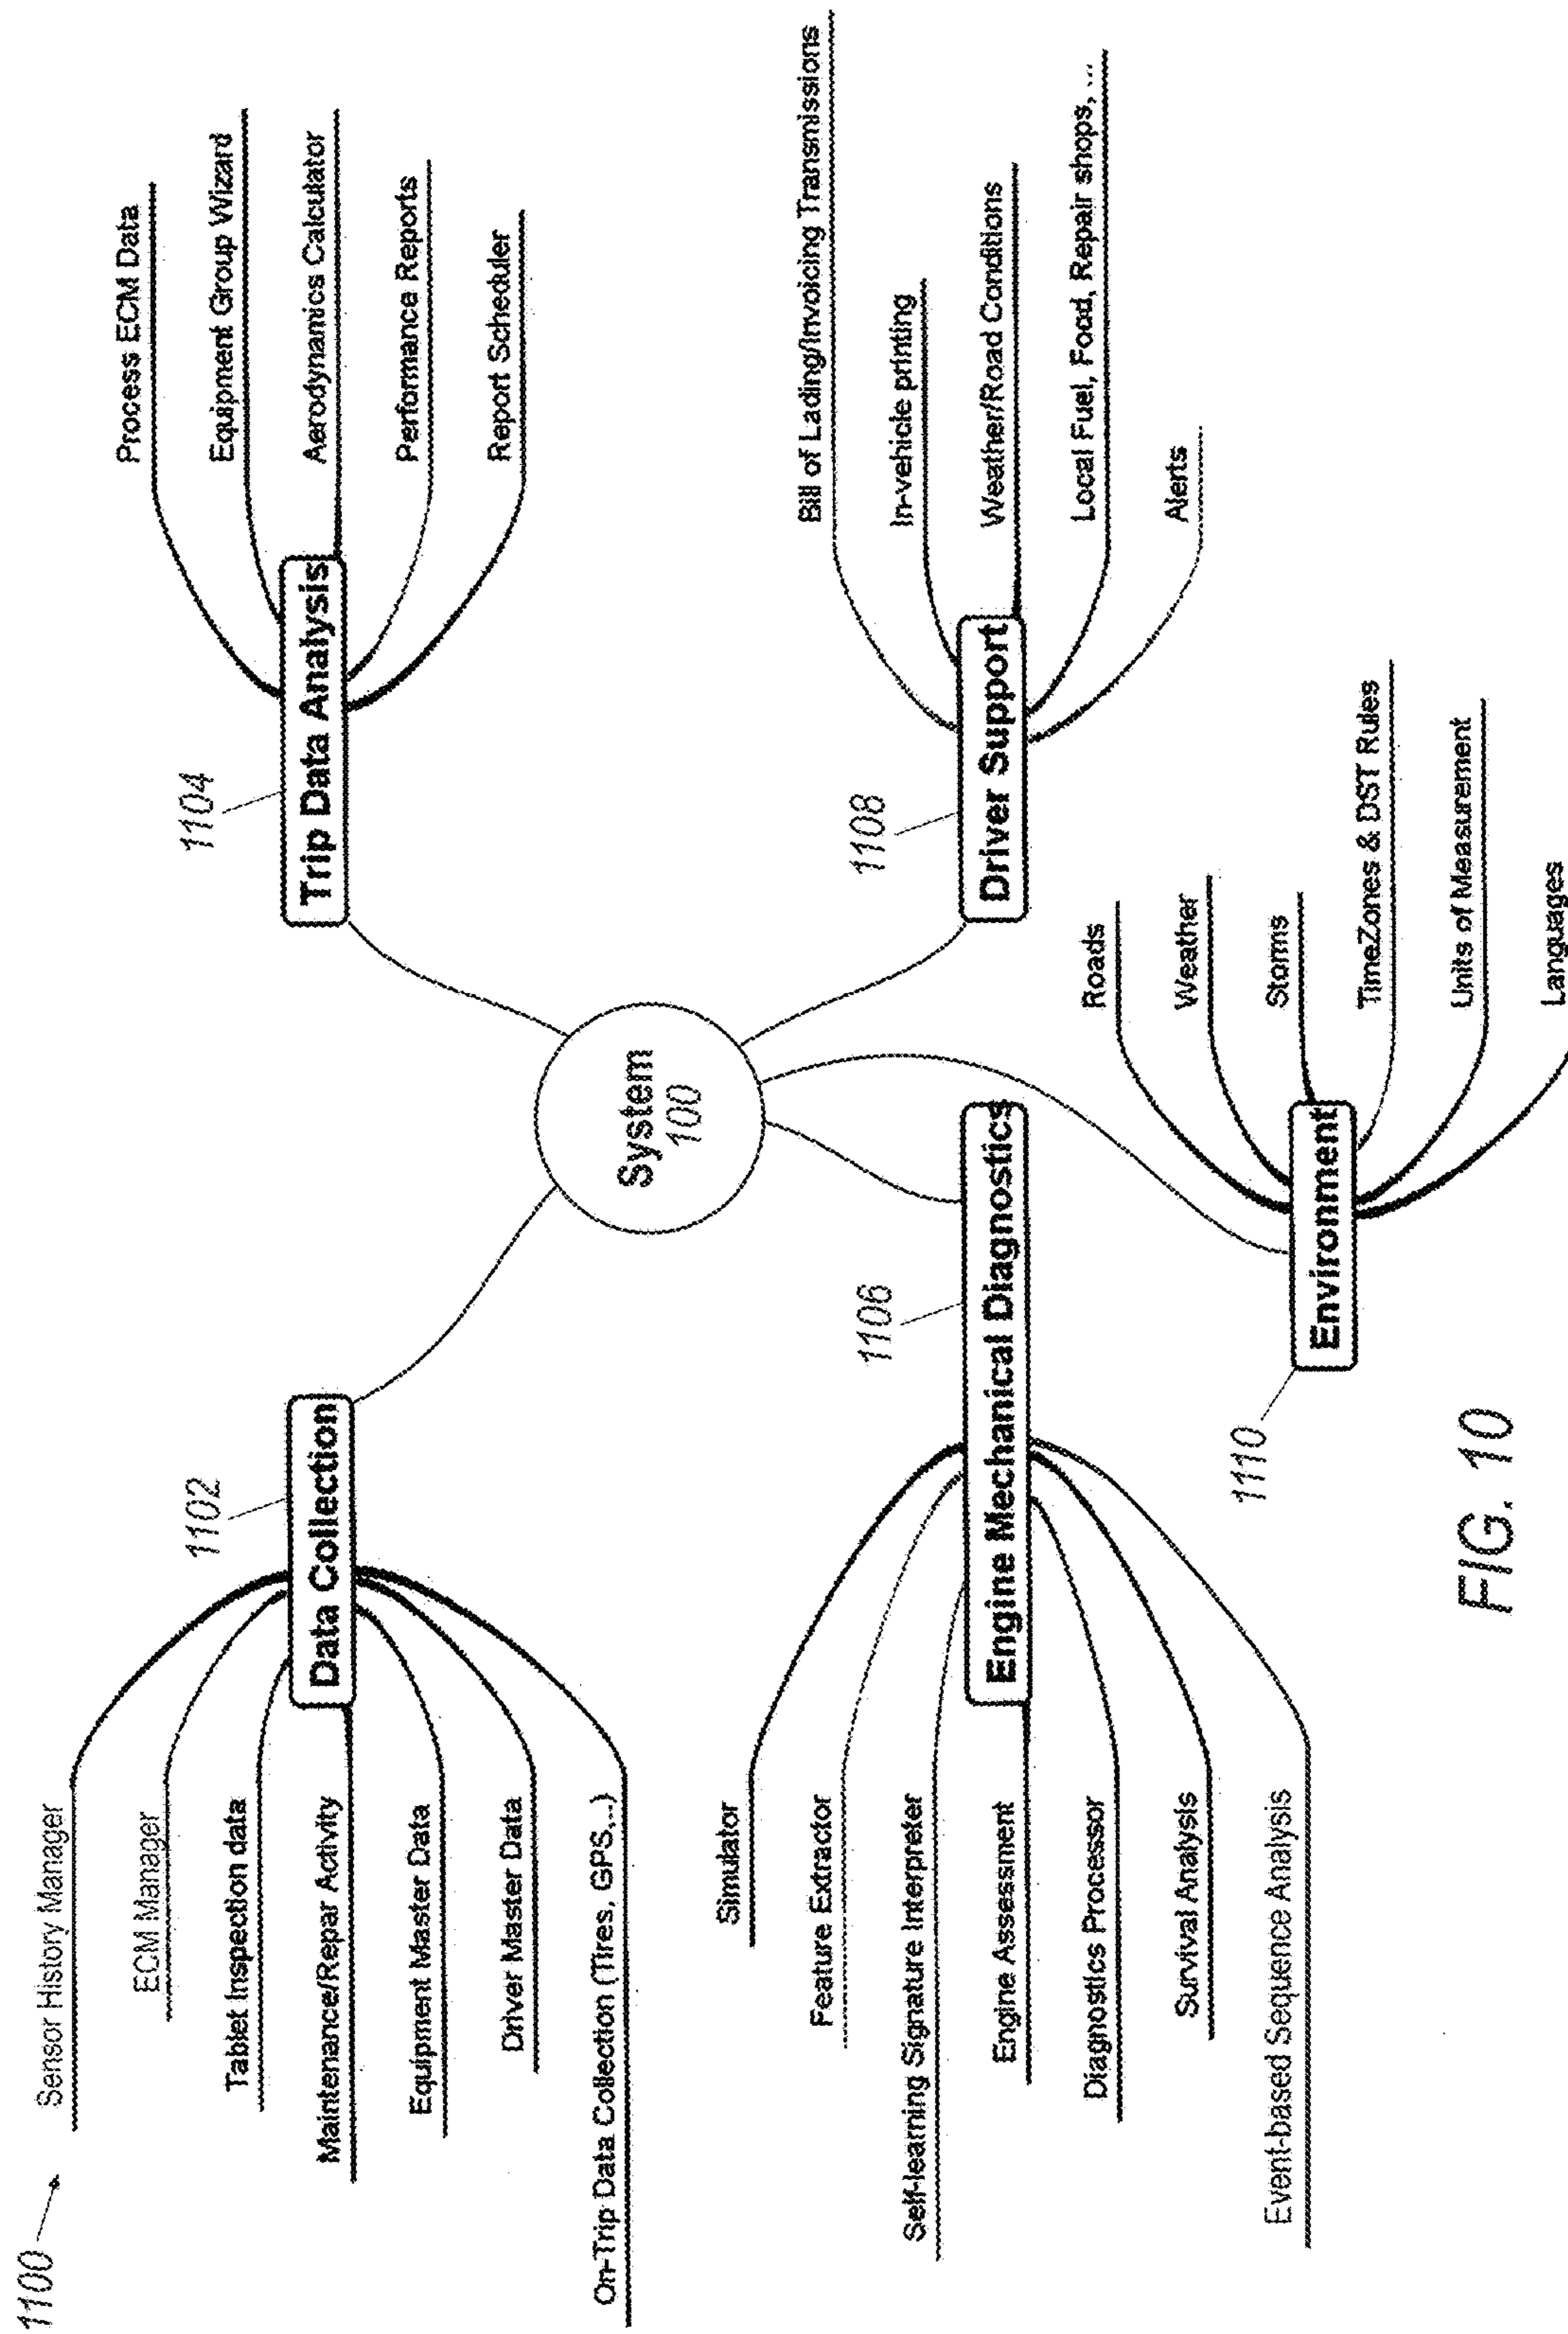 1100
Sensor History Manager
ECM Manager
Tablet Inspection data
Maintenance/Repar Activity
Equipment Master Data
Driver Master Data
On-Trip Data Collection (Tires, GPS,..)
1102
Data Collection
1104
Trip Data Analysis
Process ECM Data
Equipment Group Wizard
Aerodynamics Calculator
Performance Reports
Report Scheduler
System
100
Simulator
Feature Extractor
Self-learning Signature Interpreter
Engine Assessment
Diagnostics Processor
Survival Analysis
Event-based Sequence Analysis
1106
Engine Mechanical Diagnostics
1108
Driver Support
Bill of Lading/Invoicing Transmissions
In-vehicle printing
Weather/Road Conditions
Local Fuel, Food, Repair shops, ...
Alerts
1110
Environment
Roads
Weather
Storms
TimeZones & DST Rules
Units of Measurement
Languages
FIG. 10